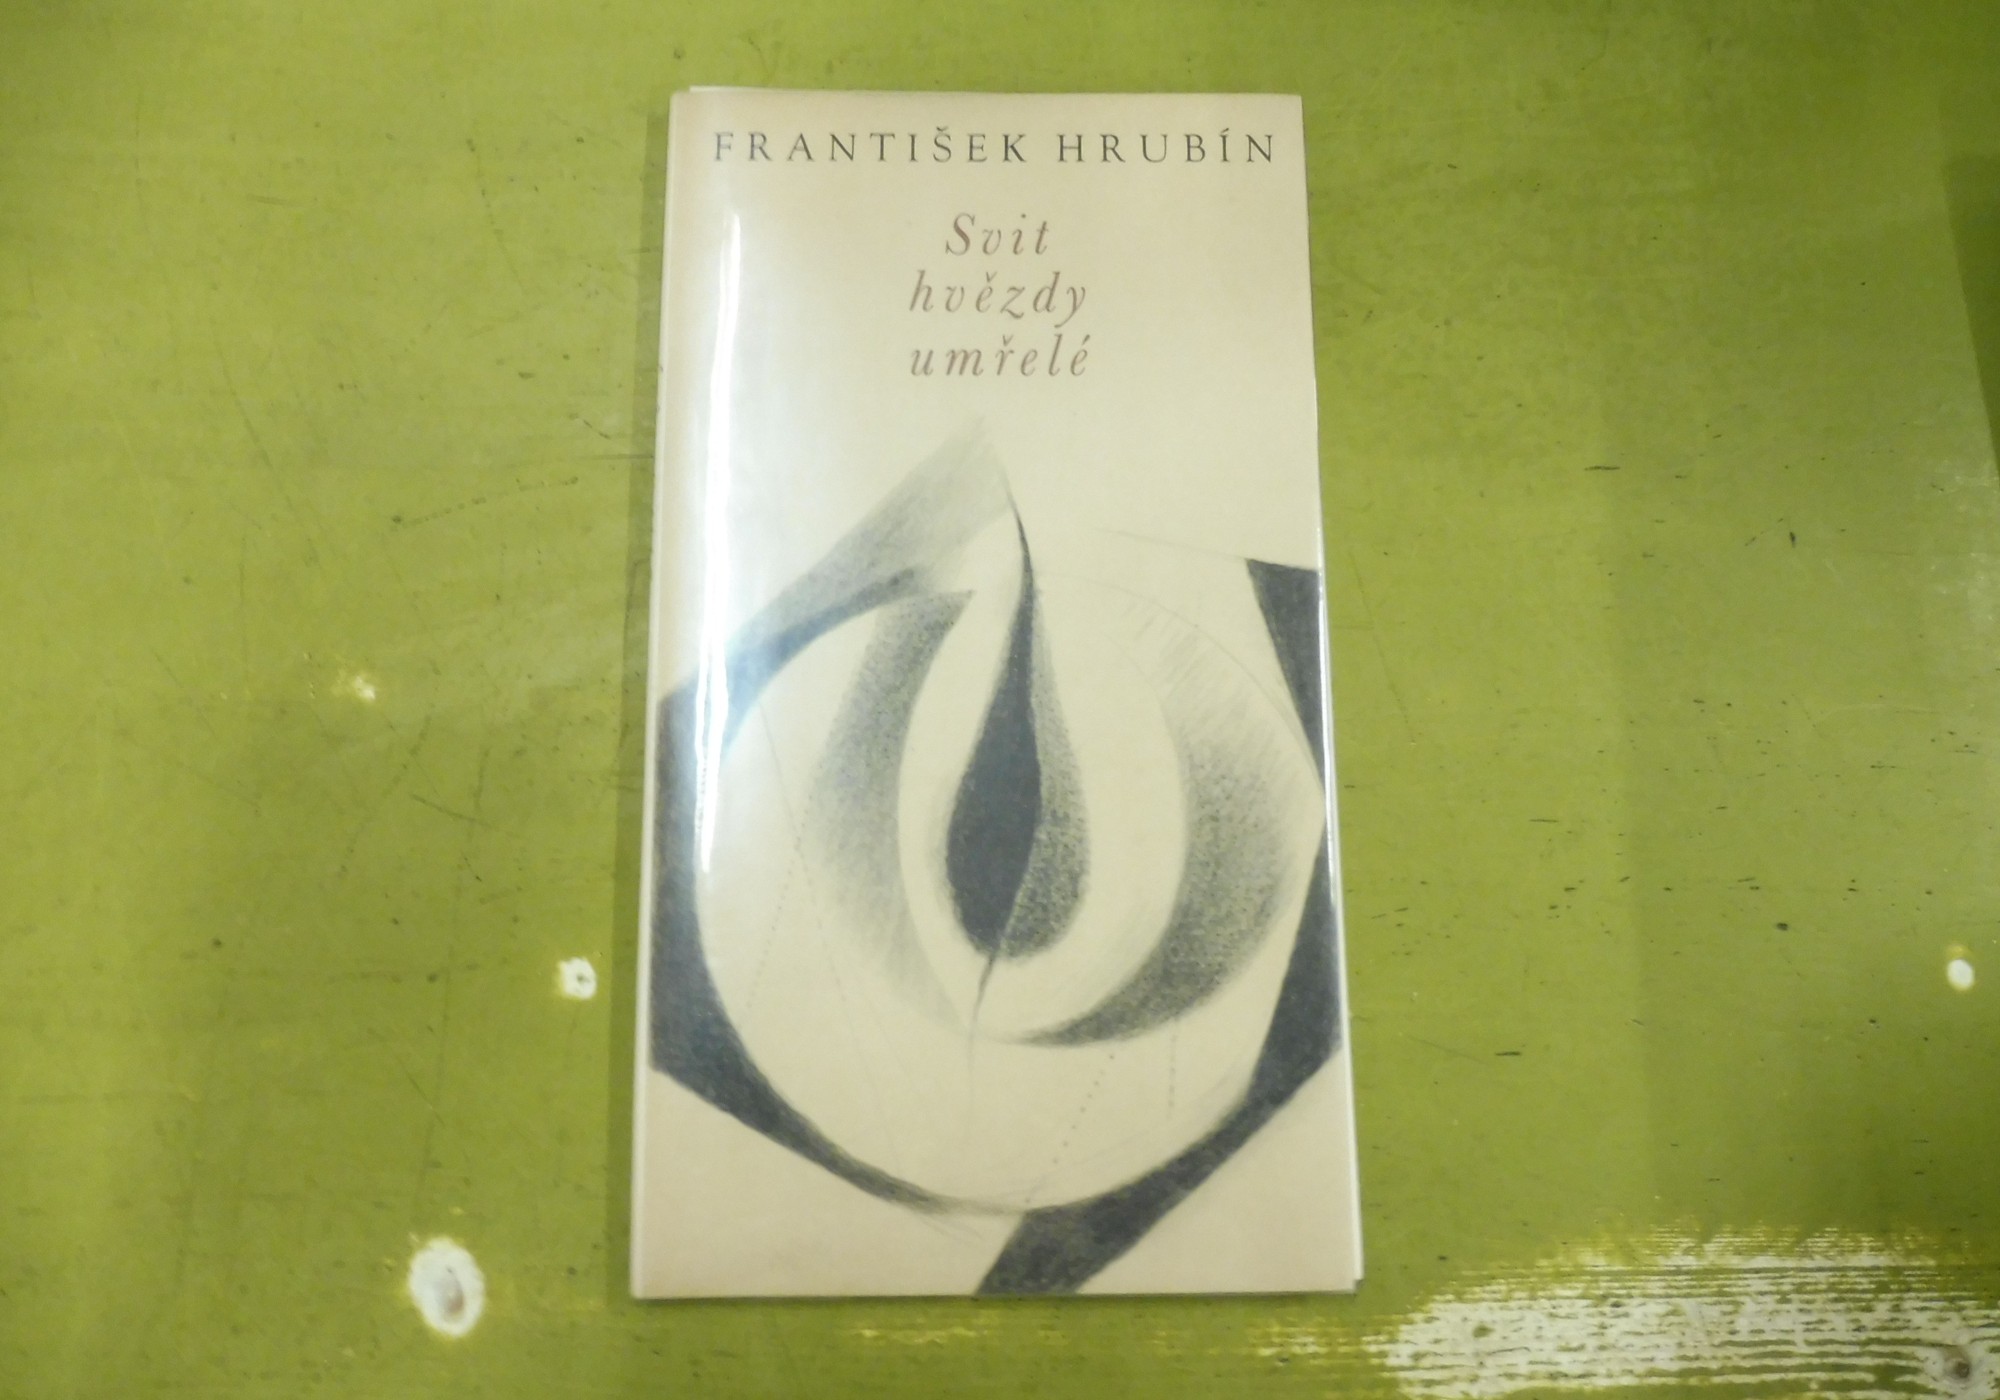 FRANTIŠEK HRUBÍN
Svit
hvězdy
umřelé